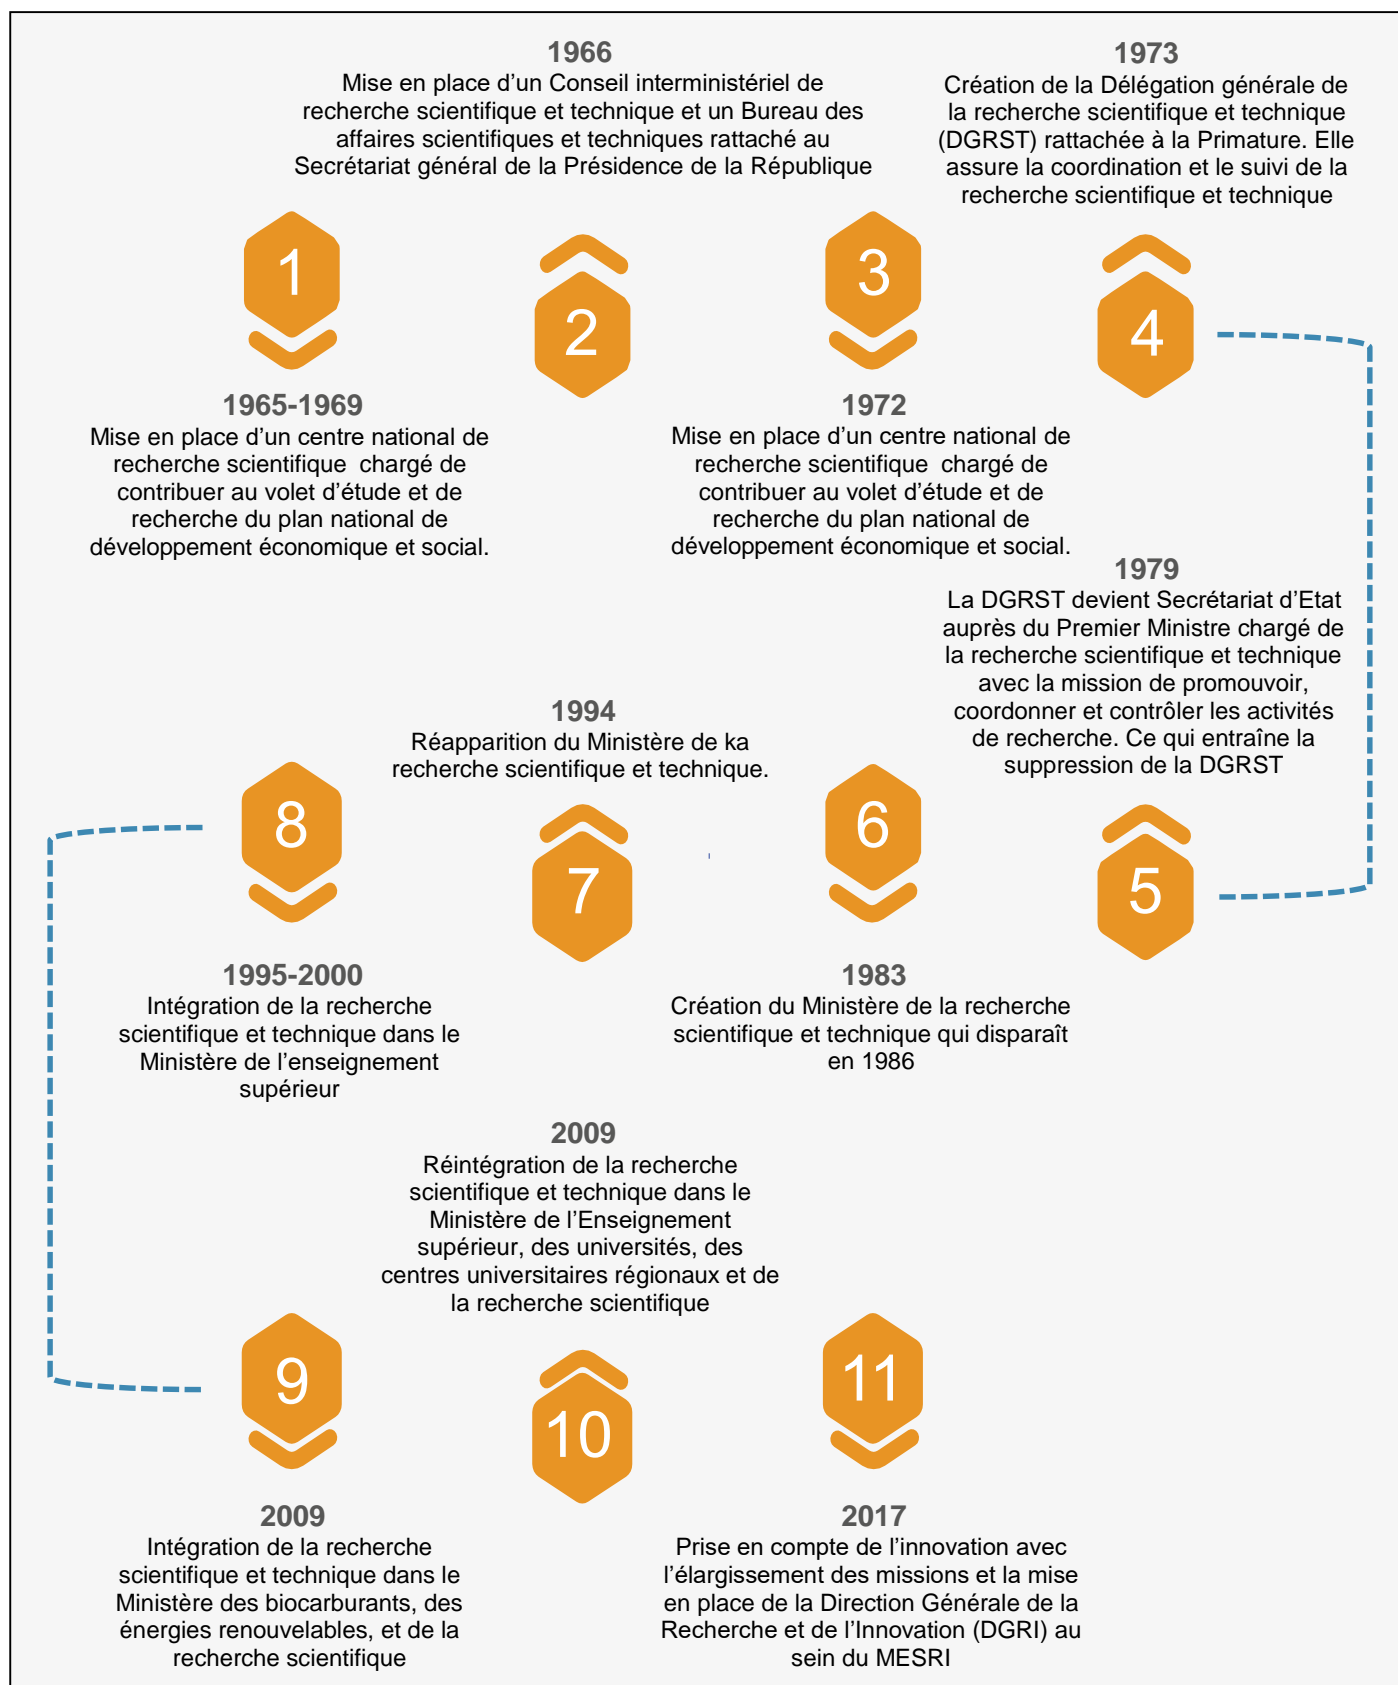 1966
Mise en place d’un Conseil interministériel de
recherche scientifique et technique et un Bureau des
affaires scientifiques et techniques rattaché au
Secrétariat général de la Présidence de la République
1973
Création de la Délégation générale de
la recherche scientifique et technique
(DGRST) rattachée à la Primature. Elle
assure la coordination et le suivi de la
recherche scientifique et technique
1
2
3
4
1965-1969
Mise en place d’un centre national de
recherche scientifique  chargé de
contribuer au volet d’étude et de
recherche du plan national de
développement économique et social.
1972
Mise en place d’un centre national de
recherche scientifique  chargé de
contribuer au volet d’étude et de
recherche du plan national de
développement économique et social.
1979
La DGRST devient Secrétariat d’Etat
auprès du Premier Ministre chargé de
la recherche scientifique et technique
avec la mission de promouvoir,
coordonner et contrôler les activités
de recherche. Ce qui entraîne la
suppression de la DGRST
1994
Réapparition du Ministère de ka
recherche scientifique et technique.
8
7
6
5
1995-2000
Intégration de la recherche
scientifique et technique dans le
Ministère de l’enseignement
supérieur
1983
Création du Ministère de la recherche
scientifique et technique qui disparaît
en 1986
2009
Réintégration de la recherche
scientifique et technique dans le
Ministère de l’Enseignement
supérieur, des universités, des
centres universitaires régionaux et de
la recherche scientifique
9
10
11
2009
Intégration de la recherche
scientifique et technique dans le
Ministère des biocarburants, des
énergies renouvelables, et de la
recherche scientifique
2017
Prise en compte de l’innovation avec
l’élargissement des missions et la mise
en place de la Direction Générale de la
Recherche et de l’Innovation (DGRI) au
sein du MESRI